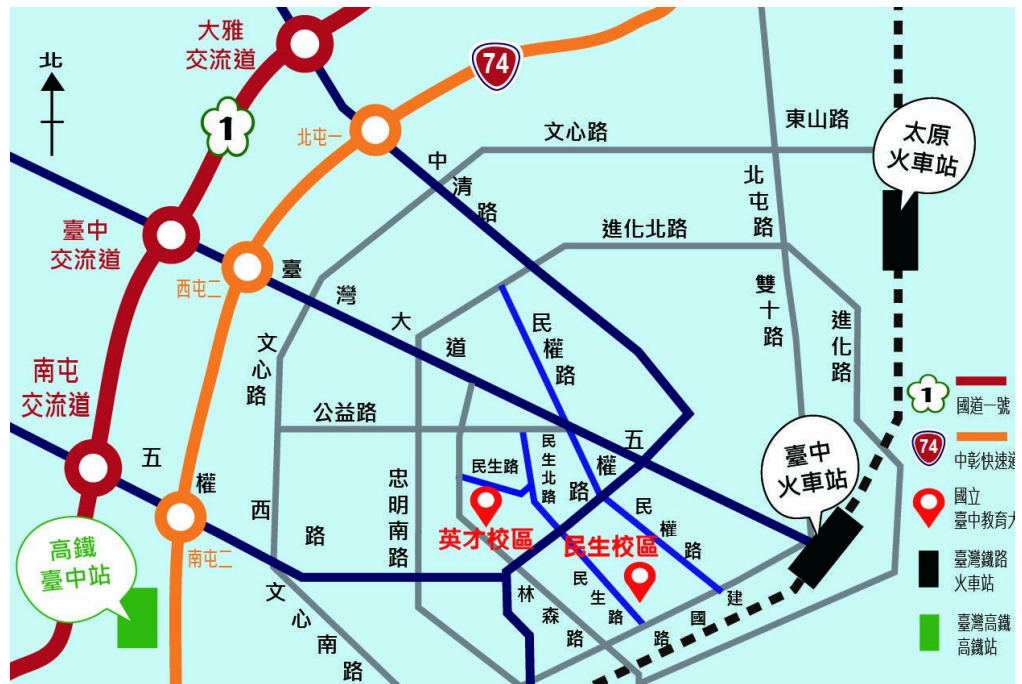 大雅
交流道
北
74
1
北屯一
文心路
東山路
太原
火車站
中清路
北屯路
進化北路
臺中
交流道
西屯二
臺灣大道
雙十路
進化路
民權路
文心路
南屯
交流道
公益路
1
國道一號
74
中彰快速道
五權西路
忠明南路
民生路
民生北路
五權路
臺中
火車站
國立
臺中教育大
英才校區
民生校區
民權路
高鐵
臺中站
南屯二
臺灣鐵路
火車站
林森路
民生路
建國路
文心南路
臺灣高鐵
高鐵站